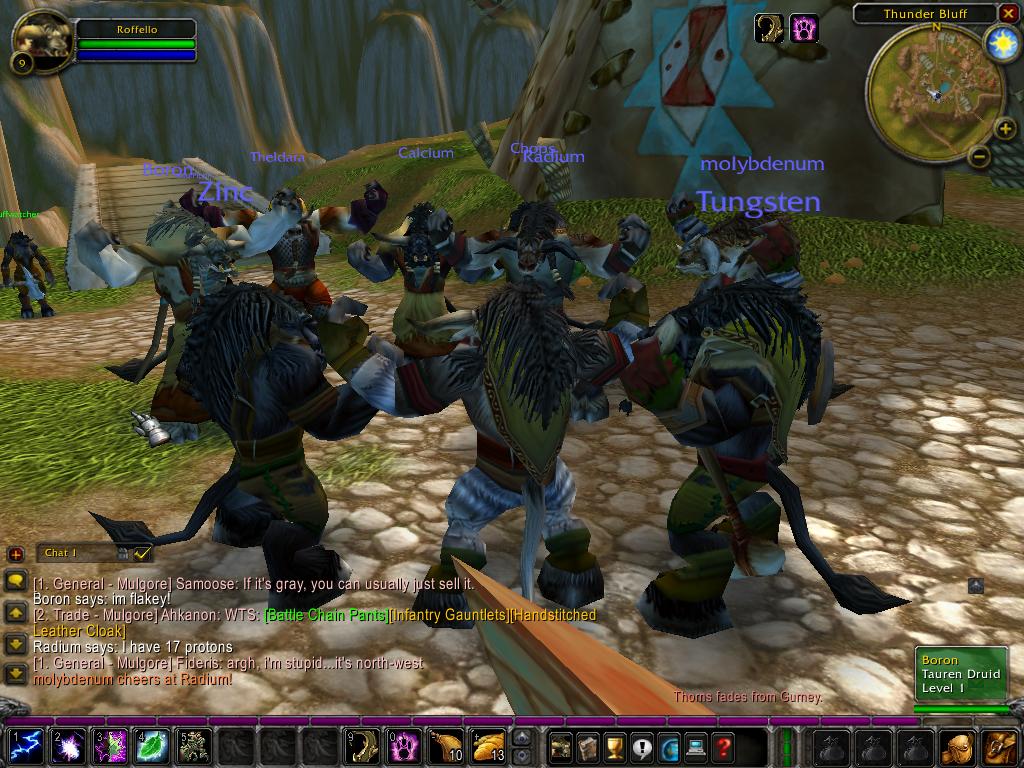 Roffello
9
Thunder Bluff
N
Theldara
Calcium
Chops
Radium
Boron
Zinc
molybdenum
Tungsten
uffwatcher
Chat 1
[1. General - Mulgore] Samoose: If it's gray, you can usually just sell it.
Boron says: im flakey!
[2. Trade - Mulgore] Ahkanon: WTS: [Battle Chain Pants][Infantry Gauntlets][Handstitched
Leather Cloak]
Radium says: I have 17 protons
[1. General - Mulgore] Fideris: argh, i'm stupid...it's north-west
molybdenum cheers at Radium!
Thorns fades from Gurney.
Boron
Tauren Druid
Level 1
1 2 3 4 5 9 0 10 13